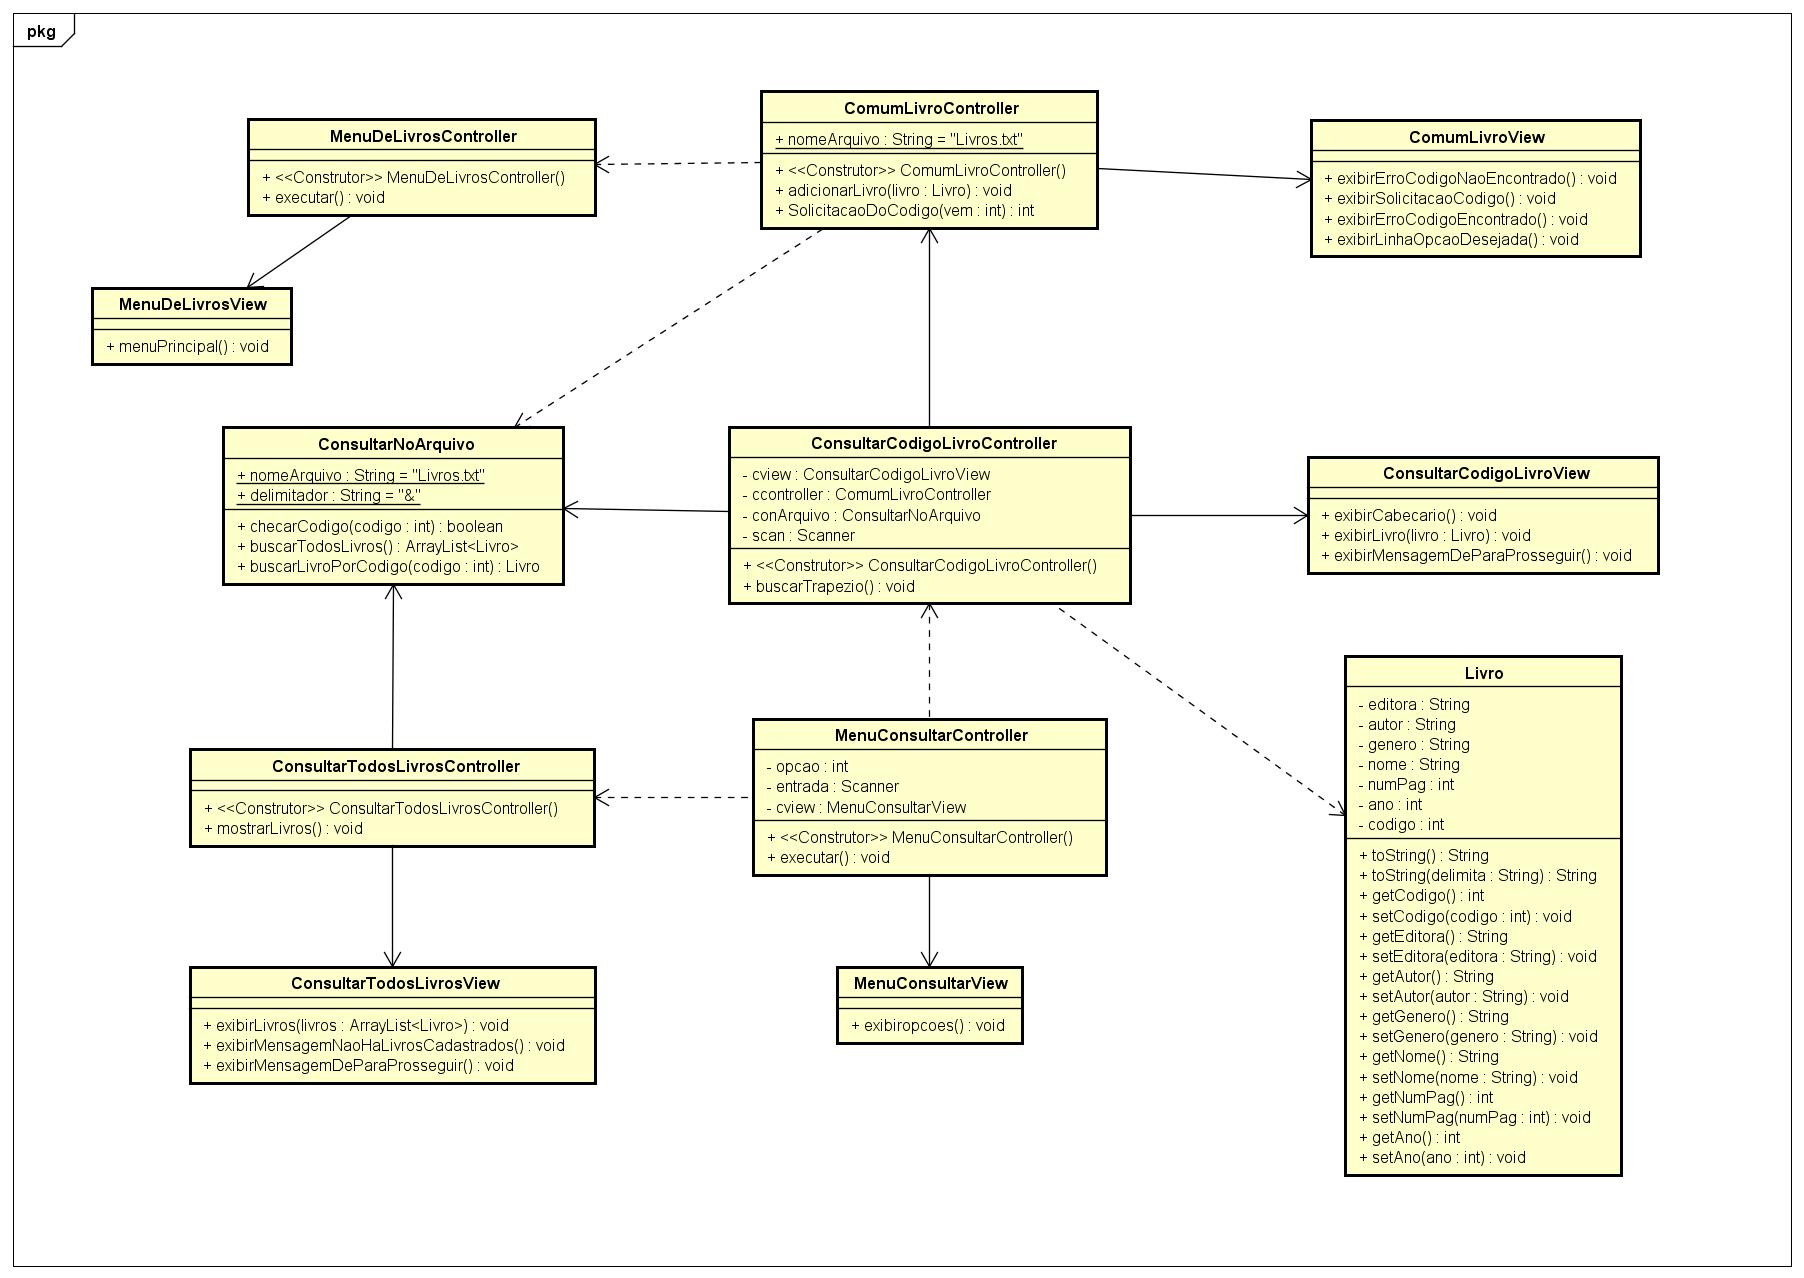 pkg
MenuDeLivrosController
+ <<Construtor>> MenuDeLivrosController()
+ executar() : void
ComumLivroController
+ nomeArquivo : String = "Livros.txt"
+ <<Construtor>> ComumLivroController()
+ adicionarLivro(livro : Livro) : void
+ SolicitacaoDoCodigo(vem : int) : int
ComumLivroView
+ exibirErroCodigoNaoEncontrado() : void
+ exibirSolicitacaoCodigo() : void
+ exibirErroCodigoEncontrado() : void
+ exibirLinhaOpcaoDesejada() : void
MenuDeLivrosView
+ menuPrincipal() : void
ConsultarNoArquivo
+ nomeArquivo : String = "Livros.txt"
+ delimitador : String = "&"
+ checarCodigo(codigo : int) : boolean
+ buscarTodosLivros() : ArrayList<Livro>
+ buscarLivroPorCodigo(codigo : int) : Livro
ConsultarCodigoLivroController
- cview : ConsultarCodigoLivroView
- ccontroller : ComumLivroController
- conArquivo : ConsultarNoArquivo
- scan : Scanner
+ <<Construtor>> ConsultarCodigoLivroController()
+ buscarTrapezio() : void
ConsultarCodigoLivroView
+ exibirCabecario() : void
+ exibirLivro(livro : Livro) : void
+ exibirMensagemDeParaProsseguir() : void
ConsultarTodosLivrosController
+ <<Construtor>> ConsultarTodosLivrosController()
+ mostrarLivros() : void
MenuConsultarController
- opcao : int
- entrada : Scanner
- cview : MenuConsultarView
+ <<Construtor>> MenuConsultarController()
+ executar() : void
Livro
- editora : String
- autor : String
- genero : String
- nome : String
- numPag : int
- ano : int
- codigo : int
+ toString() : String
+ toString(delimita : String) : String
+ getCodigo() : int
+ setCodigo(codigo : int) : void
+ getEditora() : String
+ setEditora(editora : String) : void
+ getAutor() : String
+ setAutor(autor : String) : void
+ getGenero() : String
+ setGenero(genero : String) : void
+ getNome() : String
+ setNome(nome : String) : void
+ getNumPag() : int
+ setNumPag(numPag : int) : void
+ getAno() : int
+ setAno(ano : int) : void
ConsultarTodosLivrosView
+ exibirLivros(livros : ArrayList<Livro>) : void
+ exibirMensagemNaoHaLivrosCadastrados() : void
+ exibirMensagemDeParaProsseguir() : void
MenuConsultarView
+ exibiropcoes() : void